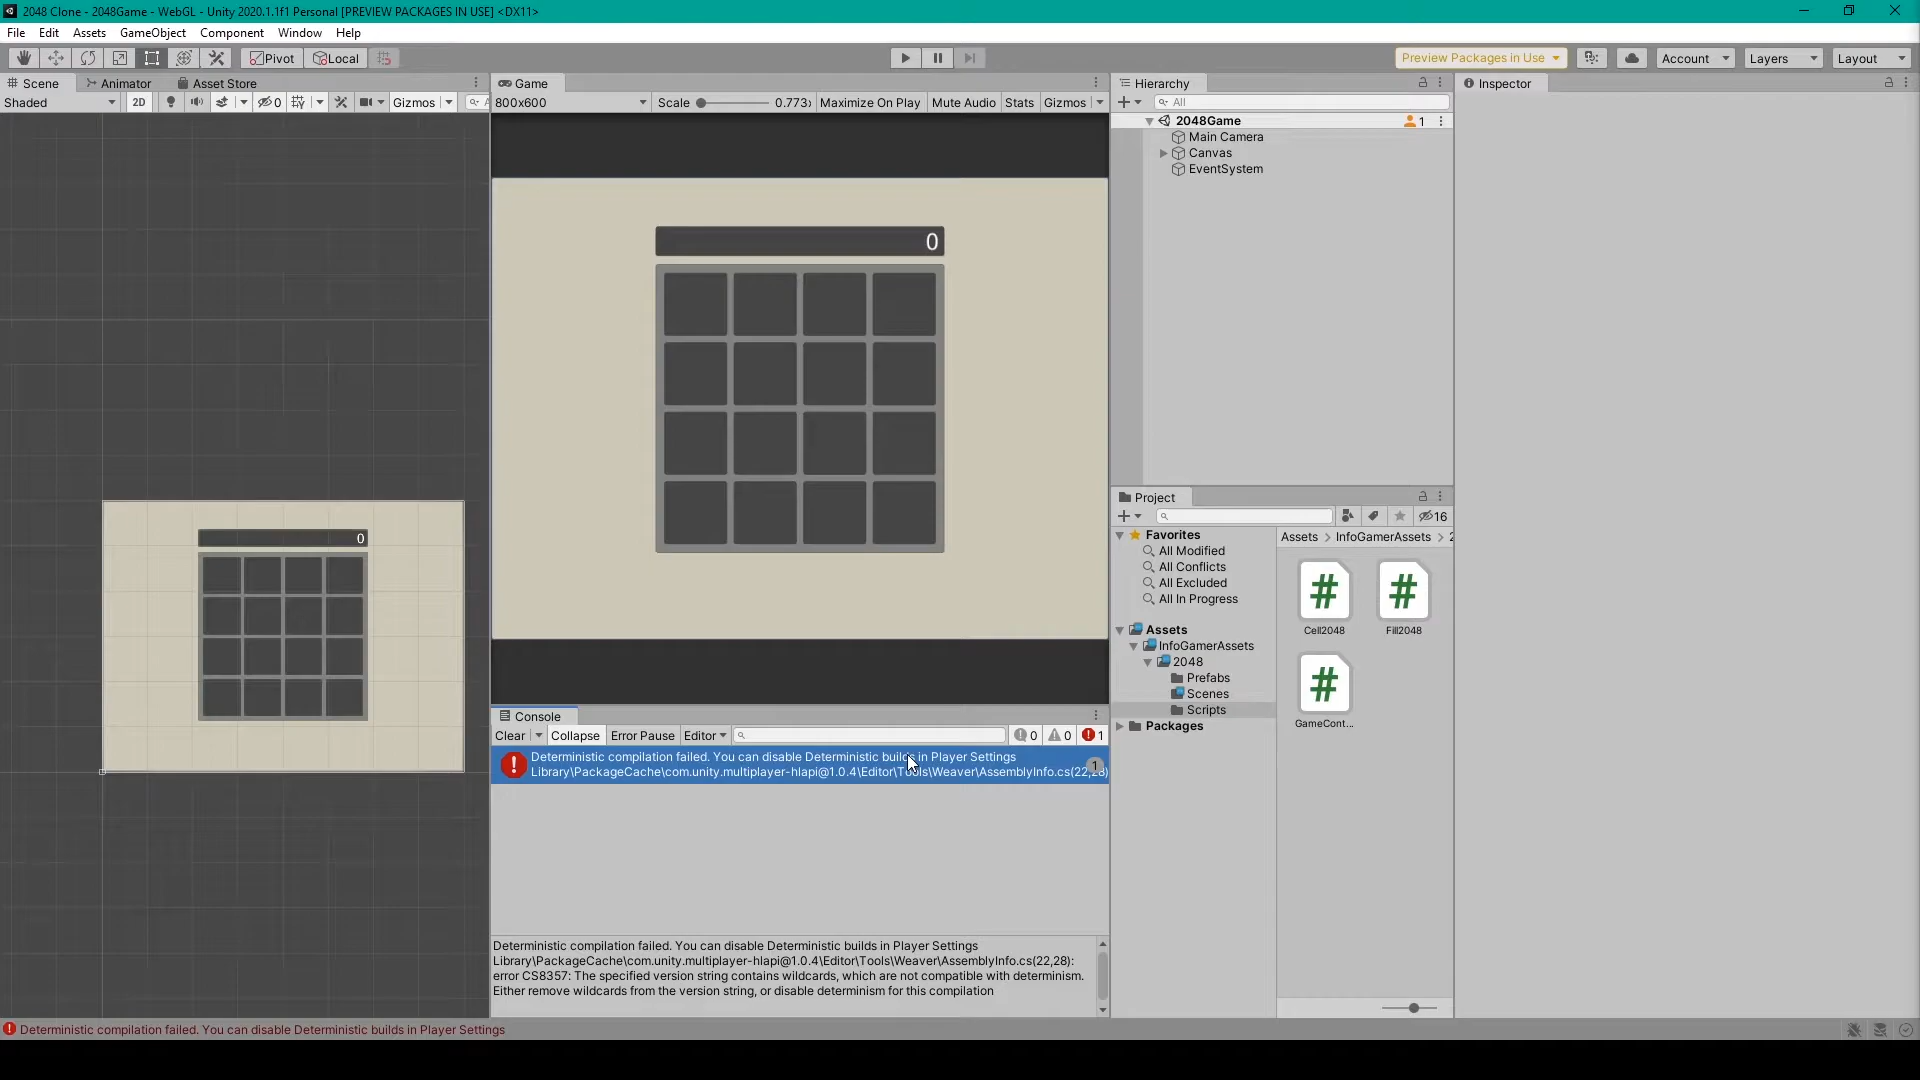 2048 Clone - 2048Game - WebGL - Unity 2020.1.1f1 Personal [PREVIEW PACKAGES IN USE] <DX11>
File Edit Assets GameObject Component Window Help
Pivot Local Preview Packages in Use Account Layers Layout
Scene Animator Asset Store
Shaded 2D 0 Gizmos A
Game
800x600 Scale 0.773x Maximize On Play Mute Audio Stats Gizmos
0
0
Console
Clear Collapse Error Pause Editor 0 0 1
Deterministic compilation failed. You can disable Deterministic builds in Player Settings
Library\PackageCache\com.unity.multiplayer-hlapi@1.0.4\Editor\Tools\Weaver\AssemblyInfo.cs(22,28)
1
Deterministic compilation failed. You can disable Deterministic builds in Player Settings
Library\PackageCache\com.unity.multiplayer-hlapi@1.0.4\Editor\Tools\Weaver\AssemblyInfo.cs(22,28):
error CS8357: The specified version string contains wildcards, which are not compatible with determinism.
Either remove wildcards from the version string, or disable determinism for this compilation
Hierarchy
All
2048Game 1
Main Camera
Canvas
EventSystem
Project
16
Favorites
All Modified
All Conflicts
All Excluded
All In Progress
Assets
InfoGamerAssets
2048
Prefabs
Scenes
Scripts
Packages
Assets > InfoGamerAssets > 2
#
Cell2048
#
Fill2048
#
GameCont...
Inspector
Deterministic compilation failed. You can disable Deterministic builds in Player Settings